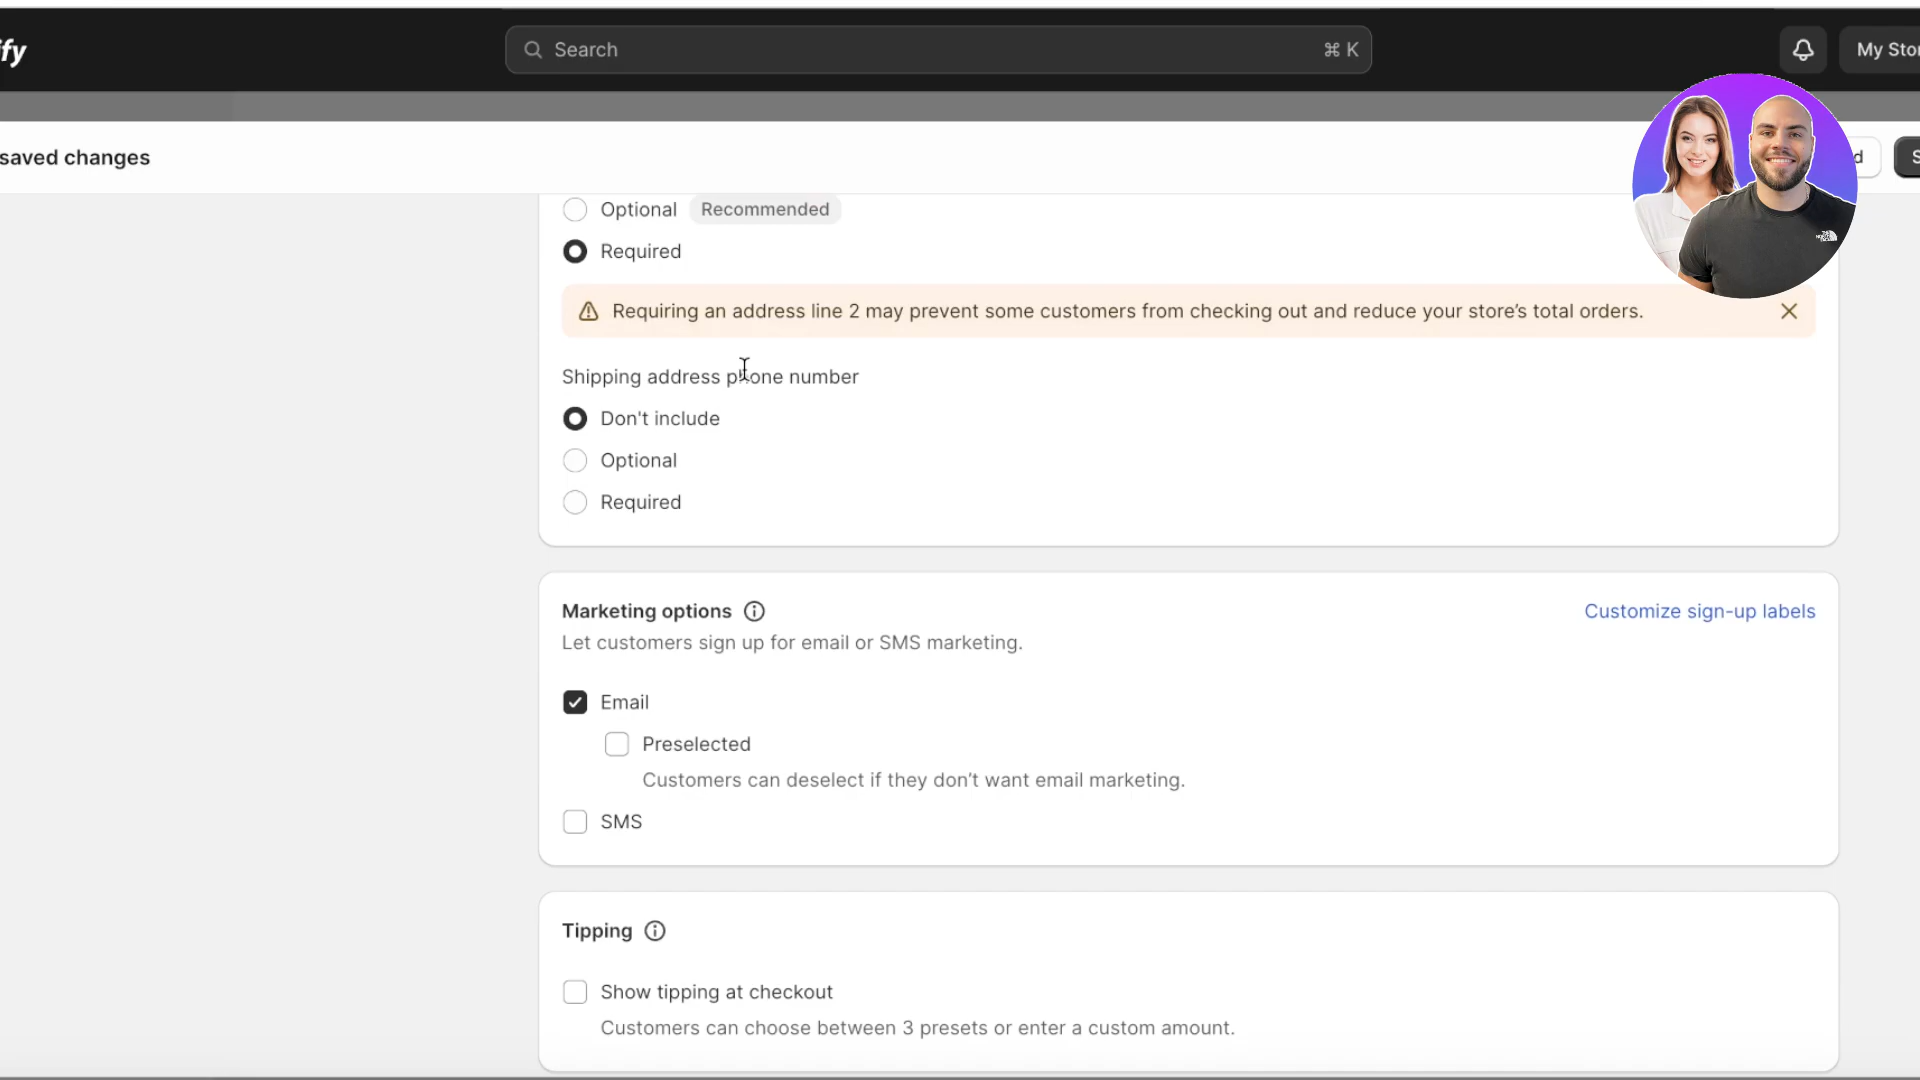 ify
Search
⌘ K
My Stor
saved changes
d
S
Optional
Recommended
Required
Requiring an address line 2 may prevent some customers from checking out and reduce your store's total orders.
Shipping address phone number
Don't include
Optional
Required
Marketing options
Customize sign-up labels
Let customers sign up for email or SMS marketing.
Email
Preselected
Customers can deselect if they don't want email marketing.
SMS
Tipping
Show tipping at checkout
Customers can choose between 3 presets or enter a custom amount.
THE
NORTH
FACE